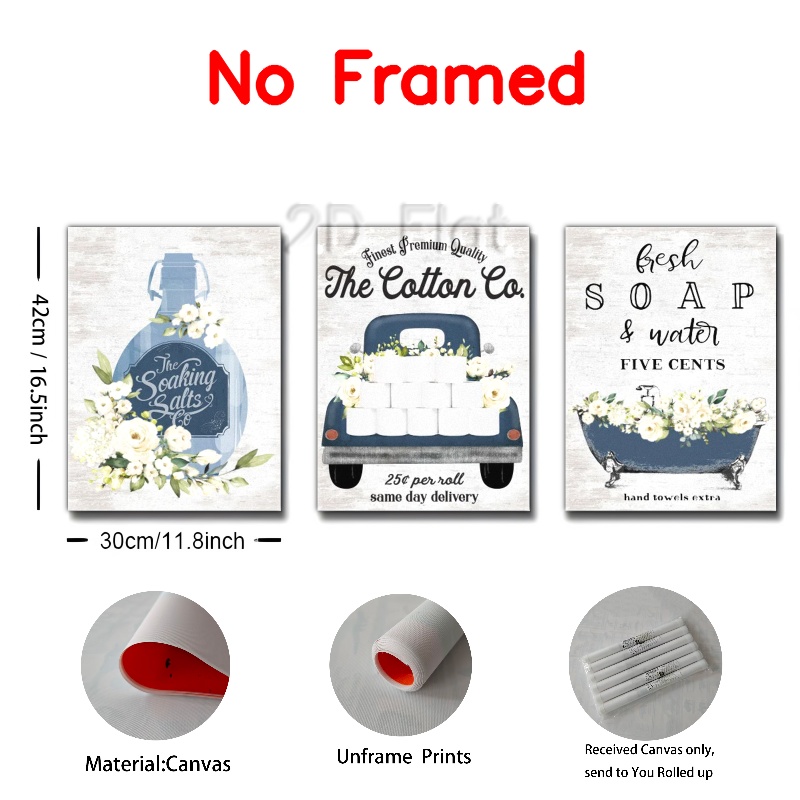 No Framed
2D Flat
42cm / 16.5inch
The
Soaking
Salts
Co
Finest Premium Quality
The Cotton Co.
25¢ per roll
same day delivery
fresh
SOAP
& water
FIVE CENTS
hand towels extra
30cm/11.8inch
Material:Canvas
Unframe Prints
Received Canvas only,
send to You Rolled up